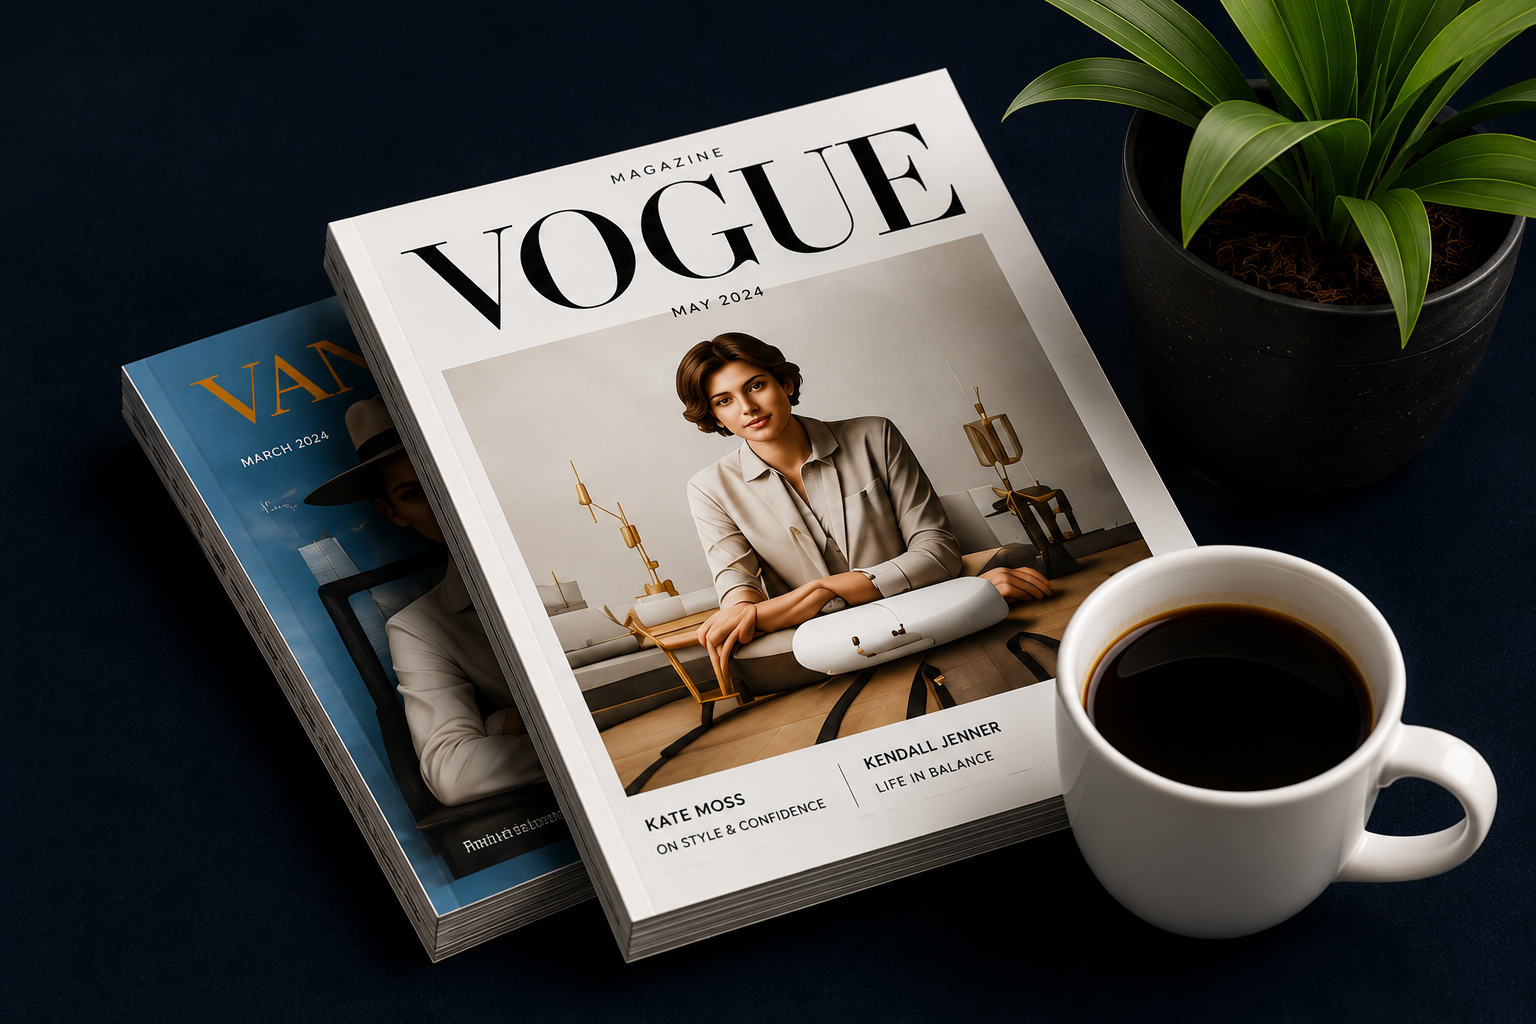 MAGAZINE
VOGUE
MAY 2024
KATE MOSS
ON STYLE & CONFIDENCE
KENDALL JENNER
LIFE IN BALANCE
VAN
MARCH 2024